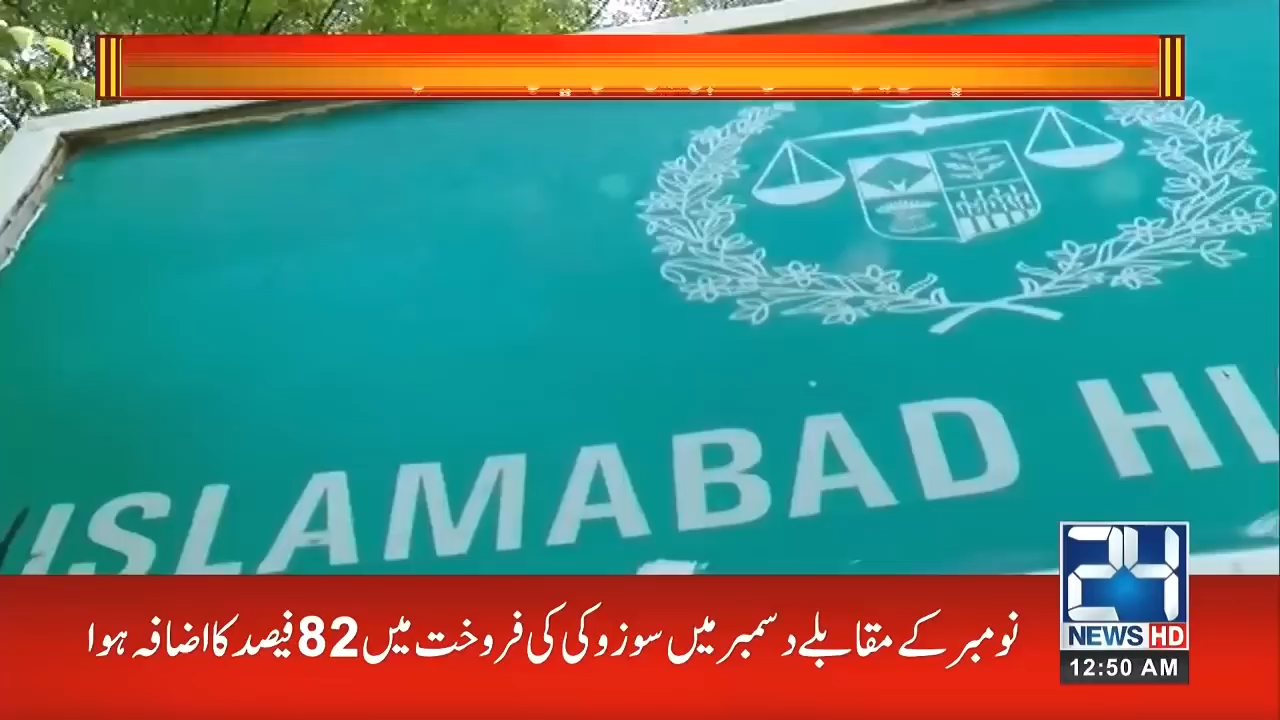 ISLAMABAD HI
نومبر کے مقابلے دسمبر میں سوزوکی کی فروخت میں 82 فیصد کا اضافہ ہوا
24
NEWS HD
12:50 AM